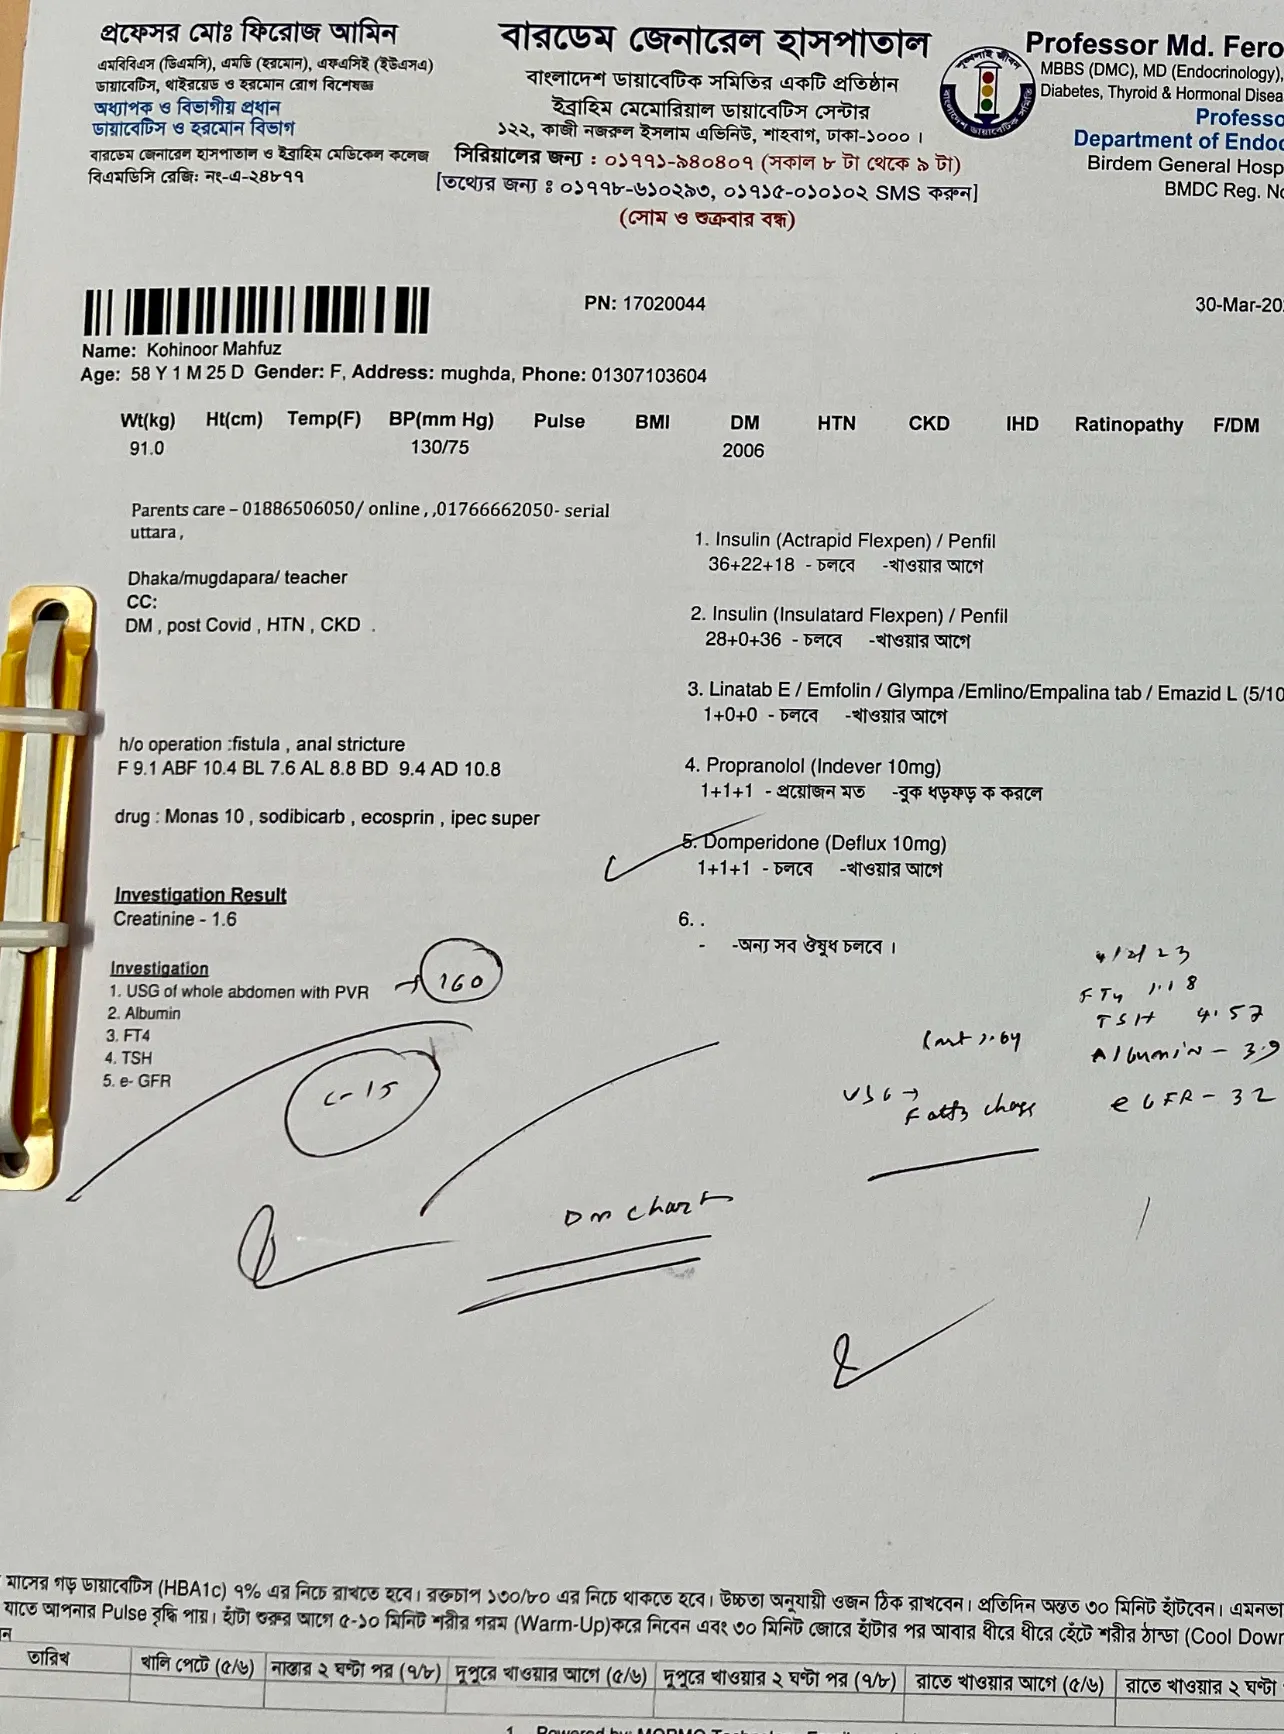 প্রফেসর মোঃ ফিরোজ আমিন
এমবিবিএস (ডিএমসি), এমডি (হরমোন), এফএসিই (ইউএসএ)
ডায়াবেটিস, থাইরয়েড ও হরমোন রোগ বিশেষজ্ঞ
অধ্যাপক ও বিভাগীয় প্রধান
ডায়াবেটিস ও হরমোন বিভাগ
বারডেম জেনারেল হাসপাতাল ও ইব্রাহিম মেডিকেল কলেজ
বিএমডিসি রেজি: নং-এ-২৪৮৭৭
বারডেম জেনারেল হাসপাতাল
বাংলাদেশ ডায়াবেটিক সমিতির একটি প্রতিষ্ঠান
ইব্রাহিম মেমোরিয়াল ডায়াবেটিস সেন্টার
১২২, কাজী নজরুল ইসলাম এভিনিউ, শাহবাগ, ঢাকা-১০০০ ।
সিরিয়ালের জন্য : ০১৭৭১-৯৪০৪০৭ (সকাল ৮ টা থেকে ৯ টা)
[তথ্যের জন্য : ০১৭৭৮-৬১০২৯৩, ০১৭১৫-০১০১০২ SMS করুন]
(সোম ও শুক্রবার বন্ধ)
Professor Md. Fero
MBBS (DMC), MD (Endocrinology),
Diabetes, Thyroid & Hormonal Disea
Professo
Department of Endoc
Birdem General Hosp
BMDC Reg. No
PN: 17020044
30-Mar-20
Name: Kohinoor Mahfuz
Age: 58 Y 1 M 25 D Gender: F, Address: mughda, Phone: 01307103604
Wt(kg) Ht(cm) Temp(F) BP(mm Hg) Pulse BMI DM HTN CKD IHD Ratinopathy F/DM
91.0 130/75 2006
Parents care – 01886506050/ online , ,01766662050- serial
uttara ,
Dhaka/mugdapara/ teacher
CC:
DM , post Covid , HTN , CKD .
h/o operation :fistula , anal stricture
F 9.1 ABF 10.4 BL 7.6 AL 8.8 BD 9.4 AD 10.8
drug : Monas 10 , sodibicarb , ecosprin , ipec super
Investigation Result
Creatinine - 1.6
Investigation
1. USG of whole abdomen with PVR → 160
2. Albumin
3. FT4
4. TSH
5. e- GFR
1. Insulin (Actrapid Flexpen) / Penfil
36+22+18 - চলবে -খাওয়ার আগে
2. Insulin (Insulatard Flexpen) / Penfil
28+0+36 - চলবে -খাওয়ার আগে
3. Linatab E / Emfolin / Glympa /Emlino/Empalina tab / Emazid L (5/10
1+0+0 - চলবে -খাওয়ার আগে
4. Propranolol (Indever 10mg)
1+1+1 - প্রয়োজন মত -বুক ধড়ফড় ক করলে
5. Domperidone (Deflux 10mg)
1+1+1 - চলবে -খাওয়ার আগে
6. .
- -অন্য সব ঔষুধ চলবে ।
FT4 1.18
TSH 4.52
Albumin - 3.9
eGFR - 32
USG →
Fatty
DM chart
মাসের গড় ডায়াবেটিস (HBA1c) ৭% এর নিচে রাখতে হবে। রক্তচাপ ১৩০/৮০ এর নিচে থাকতে হবে। উচ্চতা অনুযায়ী ওজন ঠিক রাখবেন। প্রতিদিন অন্তত ৩০ মিনিট হাঁটবেন। এমনভা
যাতে আপনার Pulse বৃদ্ধি পায়। হাঁটা শুরুর আগে ৫-১০ মিনিট শরীর গরম (Warm-Up)করে নিবেন এবং ৩০ মিনিট জোরে হাঁটার পর আবার ধীরে ধীরে হেঁটে শরীর ঠান্ডা (Cool Down
ন
তারিখ খালি পেটে (৫/৬) নাস্তার ২ ঘণ্টা পর (৭/৮) দুপুরে খাওয়ার আগে (৫/৬) দুপুরে খাওয়ার ২ ঘণ্টা পর (৭/৮) রাতে খাওয়ার আগে (৫/৬) রাতে খাওয়ার ২ ঘণ্টা